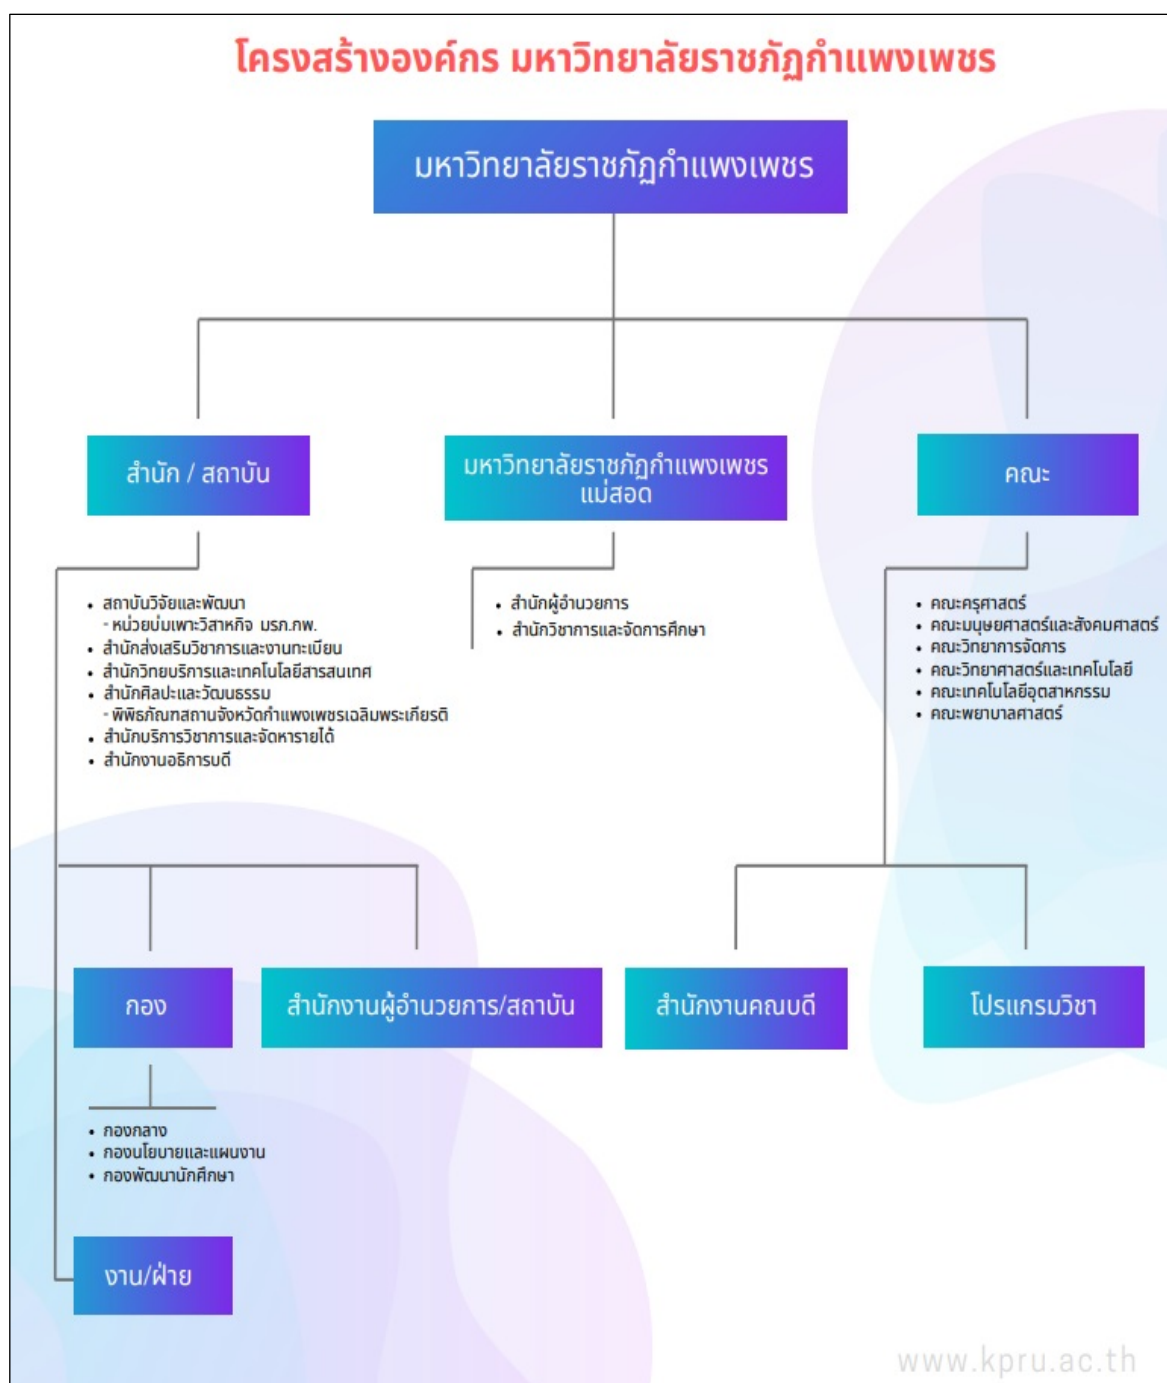 โครงสร้างองค์กร มหาวิทยาลัยราชภัฏกำแพงเพชร
มหาวิทยาลัยราชภัฏกำแพงเพชร
สำนัก / สถาบัน
มหาวิทยาลัยราชภัฏกำแพงเพชร
แม่สอด
คณะ
• สถาบันวิจัยและพัฒนา
- หน่วยบ่มเพาะวิสาหกิจ มรภ.กพ.
• สำนักส่งเสริมวิชาการและงานทะเบียน
• สำนักวิทยบริการและเทคโนโลยีสารสนเทศ
• สำนักศิลปะและวัฒนธรรม
- พิพิธภัณฑสถานจังหวัดกำแพงเพชรเฉลิมพระเกียรติ
• สำนักบริการวิชาการและจัดหารายได้
• สำนักงานอธิการบดี
• สำนักผู้อำนวยการ
• สำนักวิชาการและจัดการศึกษา
• คณะครุศาสตร์
• คณะมนุษยศาสตร์และสังคมศาสตร์
• คณะวิทยาการจัดการ
• คณะวิทยาศาสตร์และเทคโนโลยี
• คณะเทคโนโลยีอุตสาหกรรม
• คณะพยาบาลศาสตร์
กอง
สำนักงานผู้อำนวยการ/สถาบัน
สำนักงานคณบดี
โปรแกรมวิชา
• กองกลาง
• กองนโยบายและแผนงาน
• กองพัฒนานักศึกษา
งาน/ฝ่าย
www.kpru.ac.th